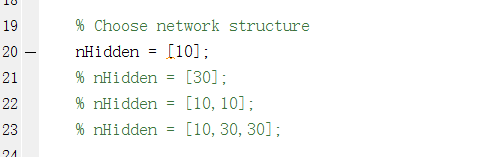 19 % Choose network structure
20 — nHidden = [10];
21 % nHidden = [30];
22 % nHidden = [10,10];
23 % nHidden = [10,30,30];